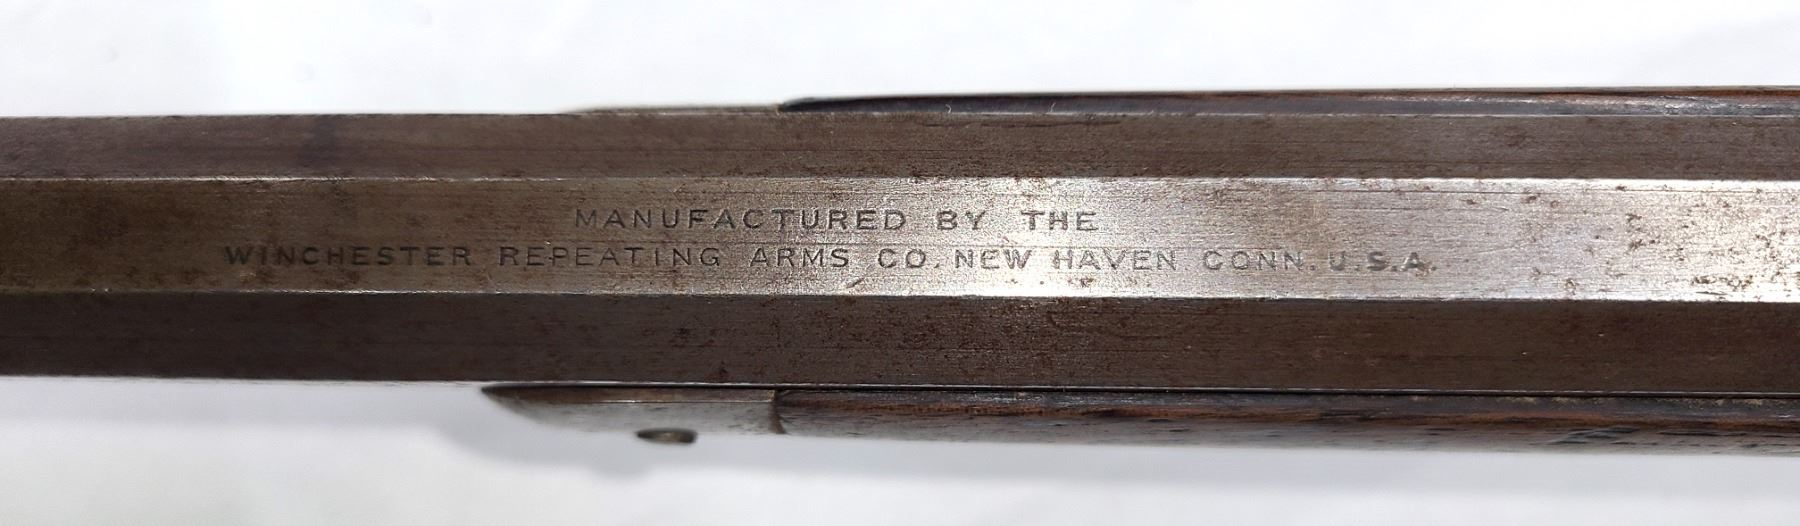 MANUFACTURED BY THE
WINCHESTER REPEATING ARMS CO. NEW HAVEN CONN. U.S.A.